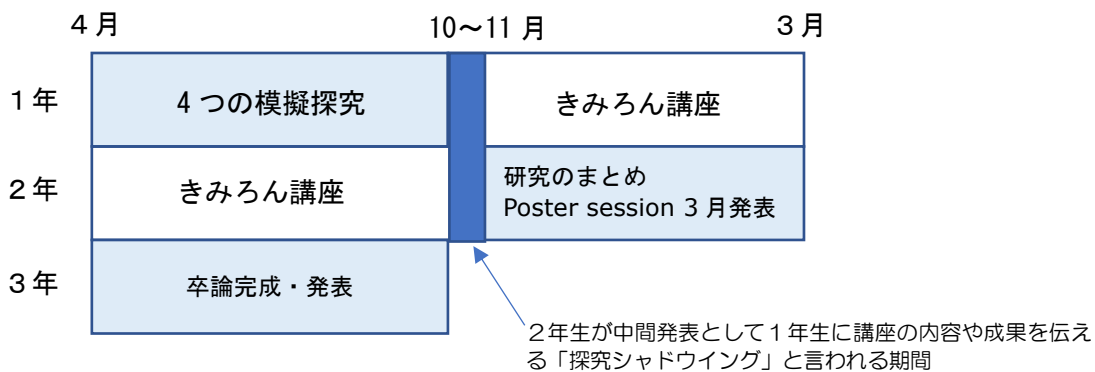 ４月
10～11 月
３月
１年
4 つの模擬探究
きみろん講座
２年
きみろん講座
研究のまとめ
Poster session 3 月発表
３年
卒論完成・発表
２年生が中間発表として１年生に講座の内容や成果を伝え
る「探究シャドウイング」と言われる期間